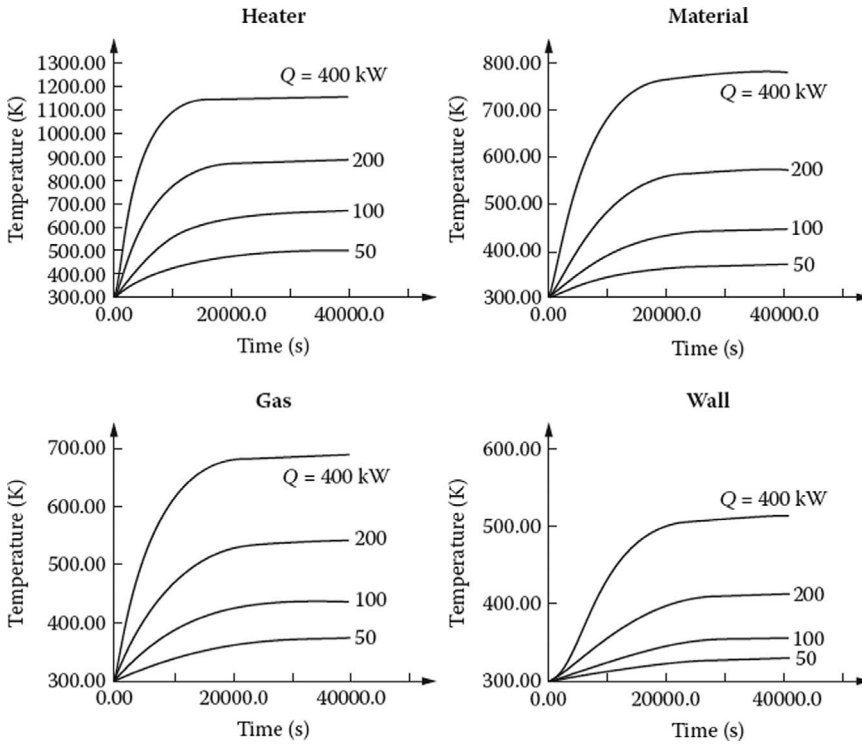 Heater
Temperature (K)
1300.00
1200.00
1100.00
1000.00
900.00
800.00
700.00
600.00
500.00
400.00
300.00
Q = 400 kW
200
100
50
0.00 20000.0 40000.0
Time (s)
Material
Temperature (K)
800.00
700.00
600.00
500.00
400.00
300.00
Q = 400 kW
200
100
50
0.00 20000.0 40000.0
Time (s)
Gas
Temperature (K)
700.00
600.00
500.00
400.00
300.00
Q = 400 kW
200
100
50
0.00 20000.0 40000.0
Time (s)
Wall
Temperature (K)
600.00
500.00
400.00
300.00
Q = 400 kW
200
100
50
0.00 20000.0 40000.0
Time (s)